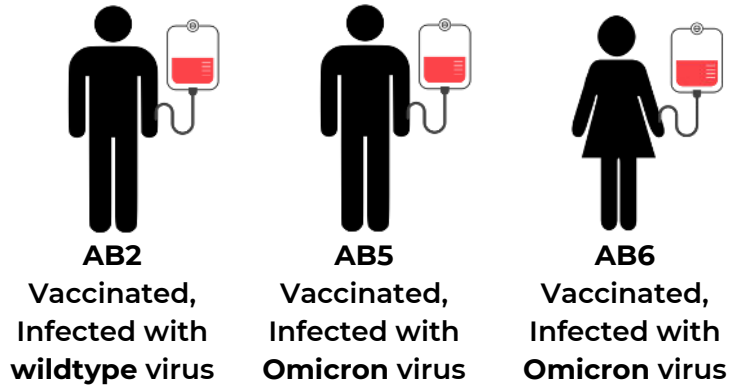 AB2
Vaccinated,
Infected with
wildtype virus
AB5
Vaccinated,
Infected with
Omicron virus
AB6
Vaccinated,
Infected with
Omicron virus